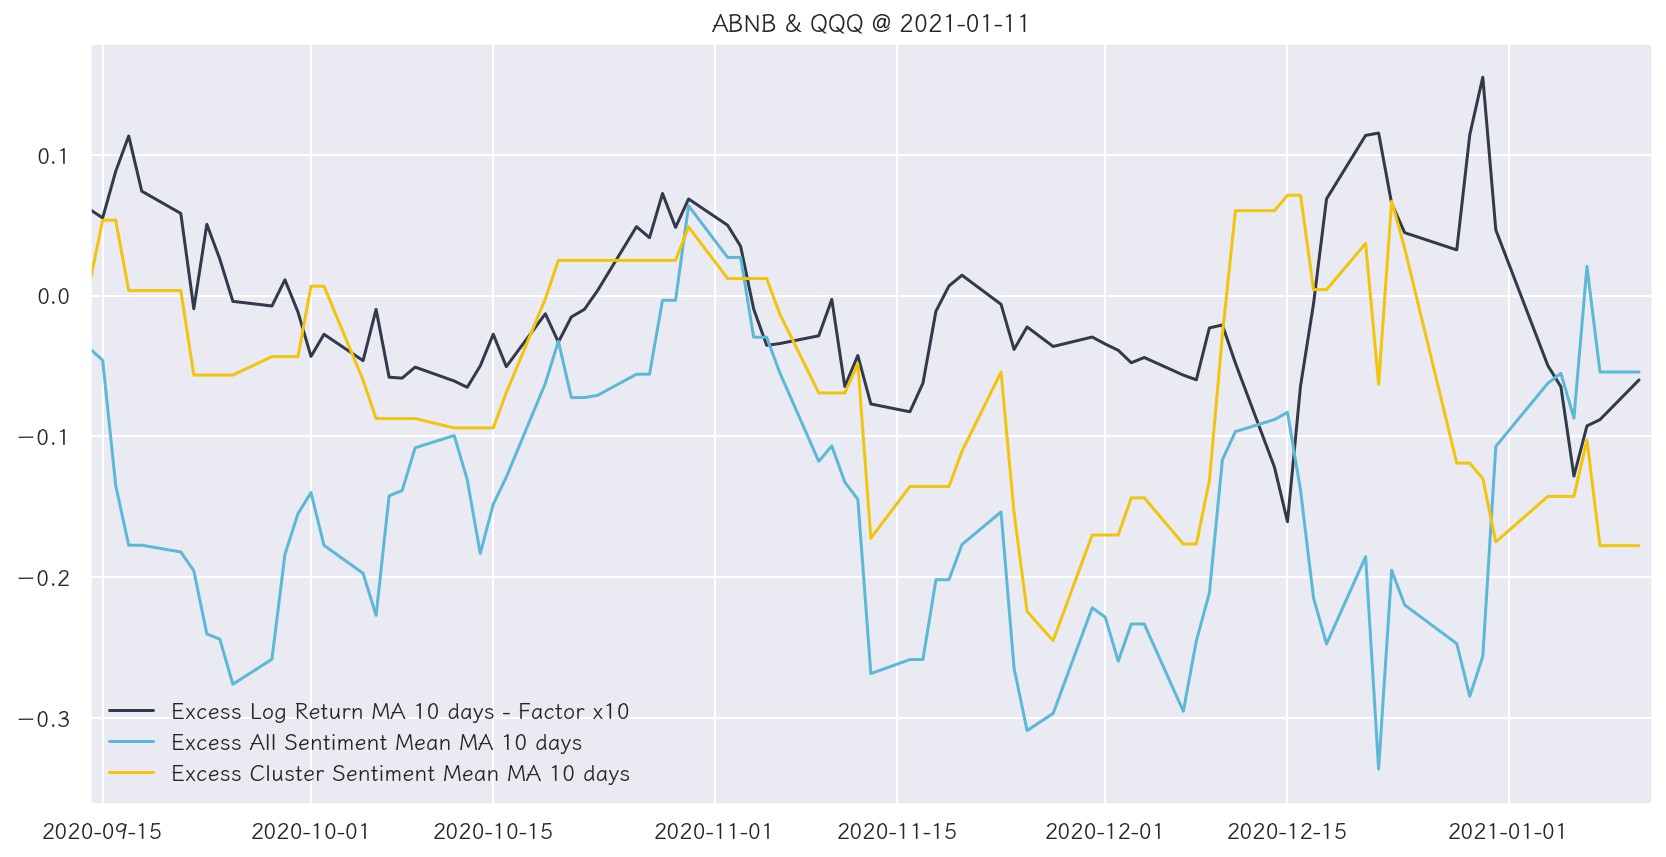 ABNB & QQQ @ 2021-01-11
0.1
0.0
−0.1
−0.2
−0.3
Excess Log Return MA 10 days - Factor x10
Excess All Sentiment Mean MA 10 days
Excess Cluster Sentiment Mean MA 10 days
2020-09-15 2020-10-01 2020-10-15 2020-11-01 2020-11-15 2020-12-01 2020-12-15 2021-01-01